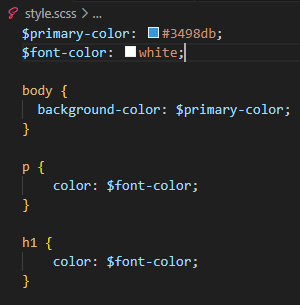 style.scss > ...
$primary-color: #3498db;
$font-color: white;
body {
  background-color: $primary-color;
}
p {
    color: $font-color;
}
h1 {
    color: $font-color;
}